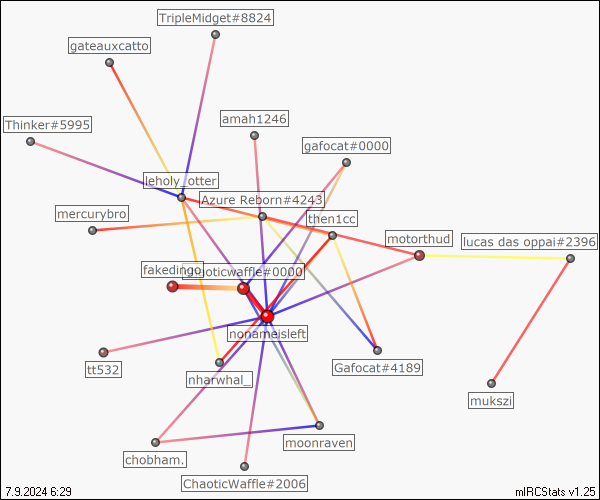 TripleMidget#8824
gateauxcatto
Thinker#5995
amah1246
gafocat#0000
leholy_otter
Azure Reborn#4243
mercurybro
then1cc
motorthud
lucas das oppai#2396
fakedingo
chaoticwaffle#0000
nonameisleft
tt532
nharwhal_
Gafocat#4189
mukszi
moonraven
chobham.
ChaoticWaffle#2006
7.9.2024 6:29
mIRCStats v1.25